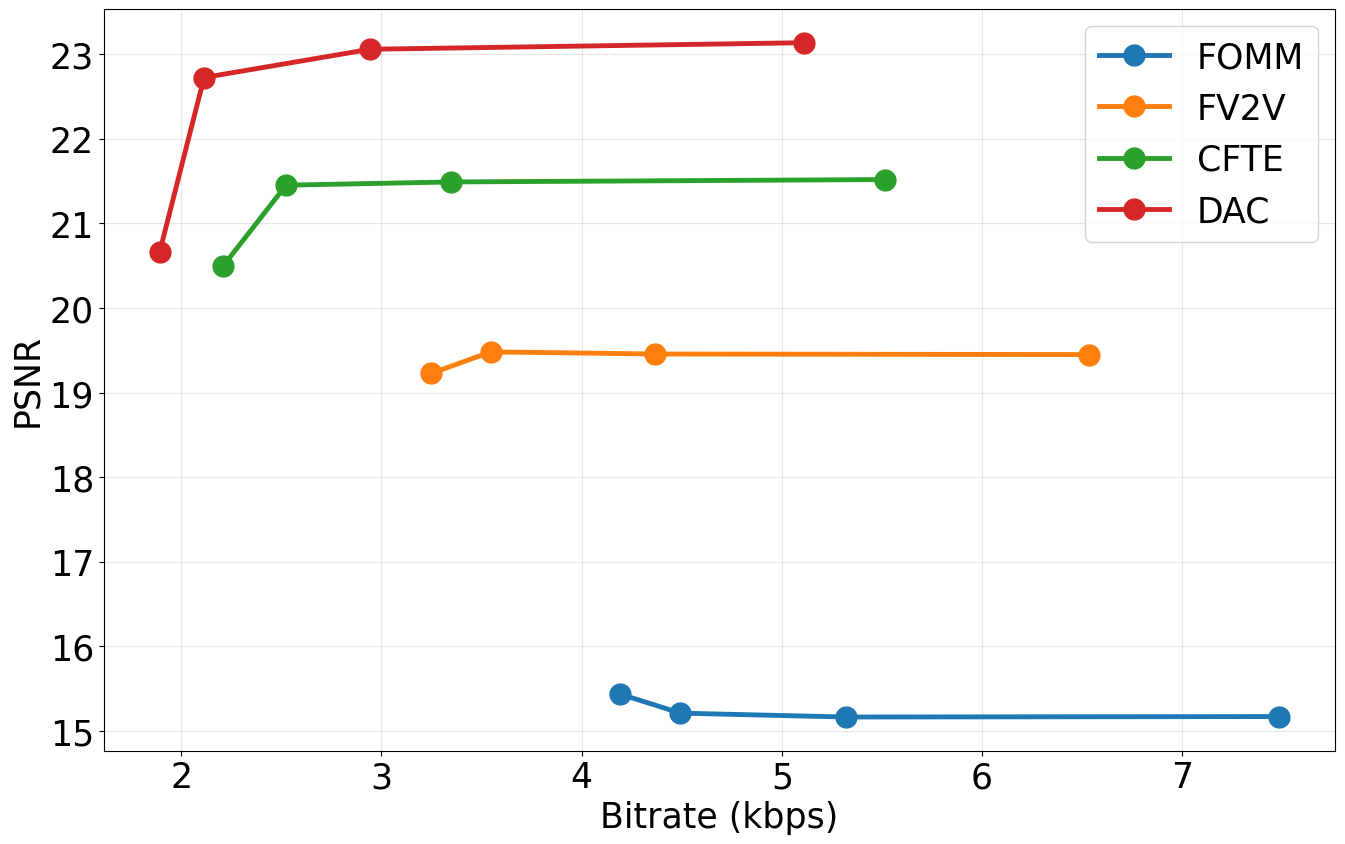 23
22
21
20
19
18
17
16
15
PSNR
2
3
4
5
6
7
Bitrate (kbps)
FOMM
FV2V
CFTE
DAC